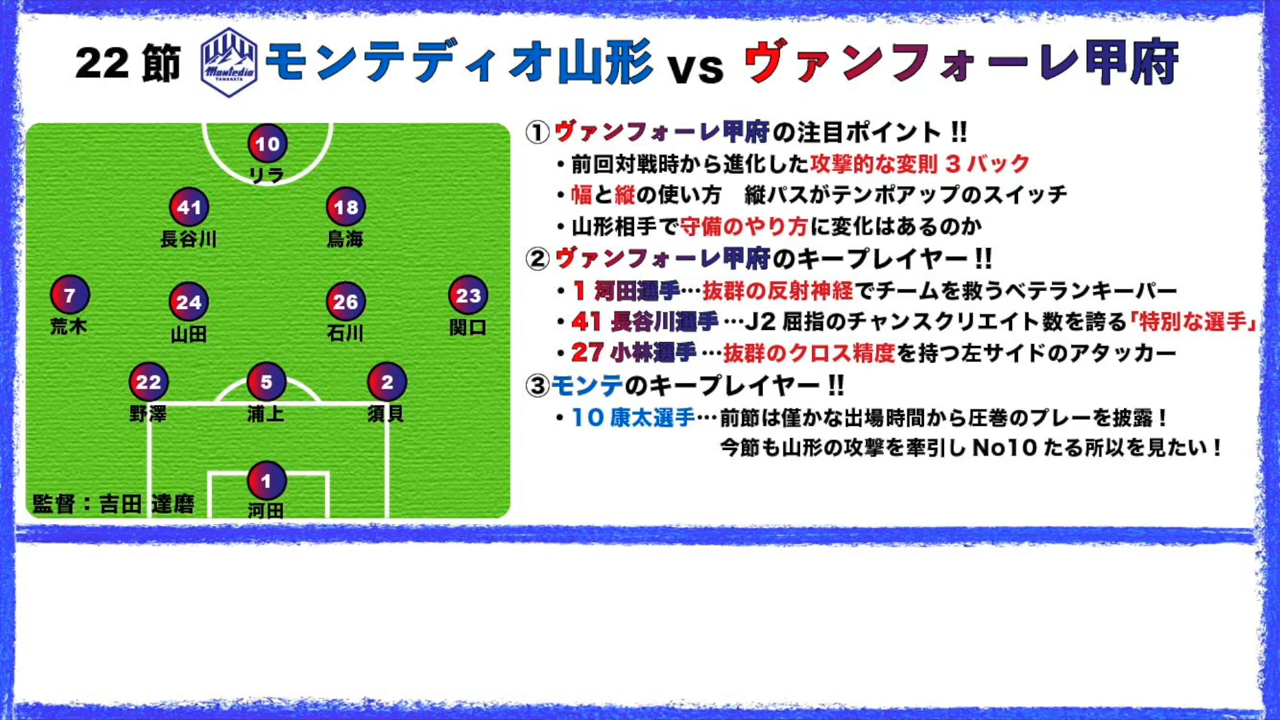 22 節 モンテディオ山形 vs ヴァンフォーレ甲府
Montedio
YAMAGATA
10
リラ
41
長谷川
18
鳥海
7
荒木
24
山田
26
石川
23
関口
22
野澤
5
浦上
2
須貝
1
河田
監督：吉田 達磨
①ヴァンフォーレ甲府の注目ポイント!!
・前回対戦時から進化した攻撃的な変則3バック
・幅と縦の使い方　縦パスがテンポアップのスイッチ
・山形相手で守備のやり方に変化はあるのか
②ヴァンフォーレ甲府のキープレイヤー!!
・1 河田選手…抜群の反射神経でチームを救うベテランキーパー
・41 長谷川選手…J2屈指のチャンスクリエイト数を誇る「特別な選手」
・27 小林選手…抜群のクロス精度を持つ左サイドのアタッカー
③モンテのキープレイヤー!!
・10 康太選手…前節は僅かな出場時間から圧巻のプレーを披露！
今節も山形の攻撃を牽引しNo10たる所以を見たい！